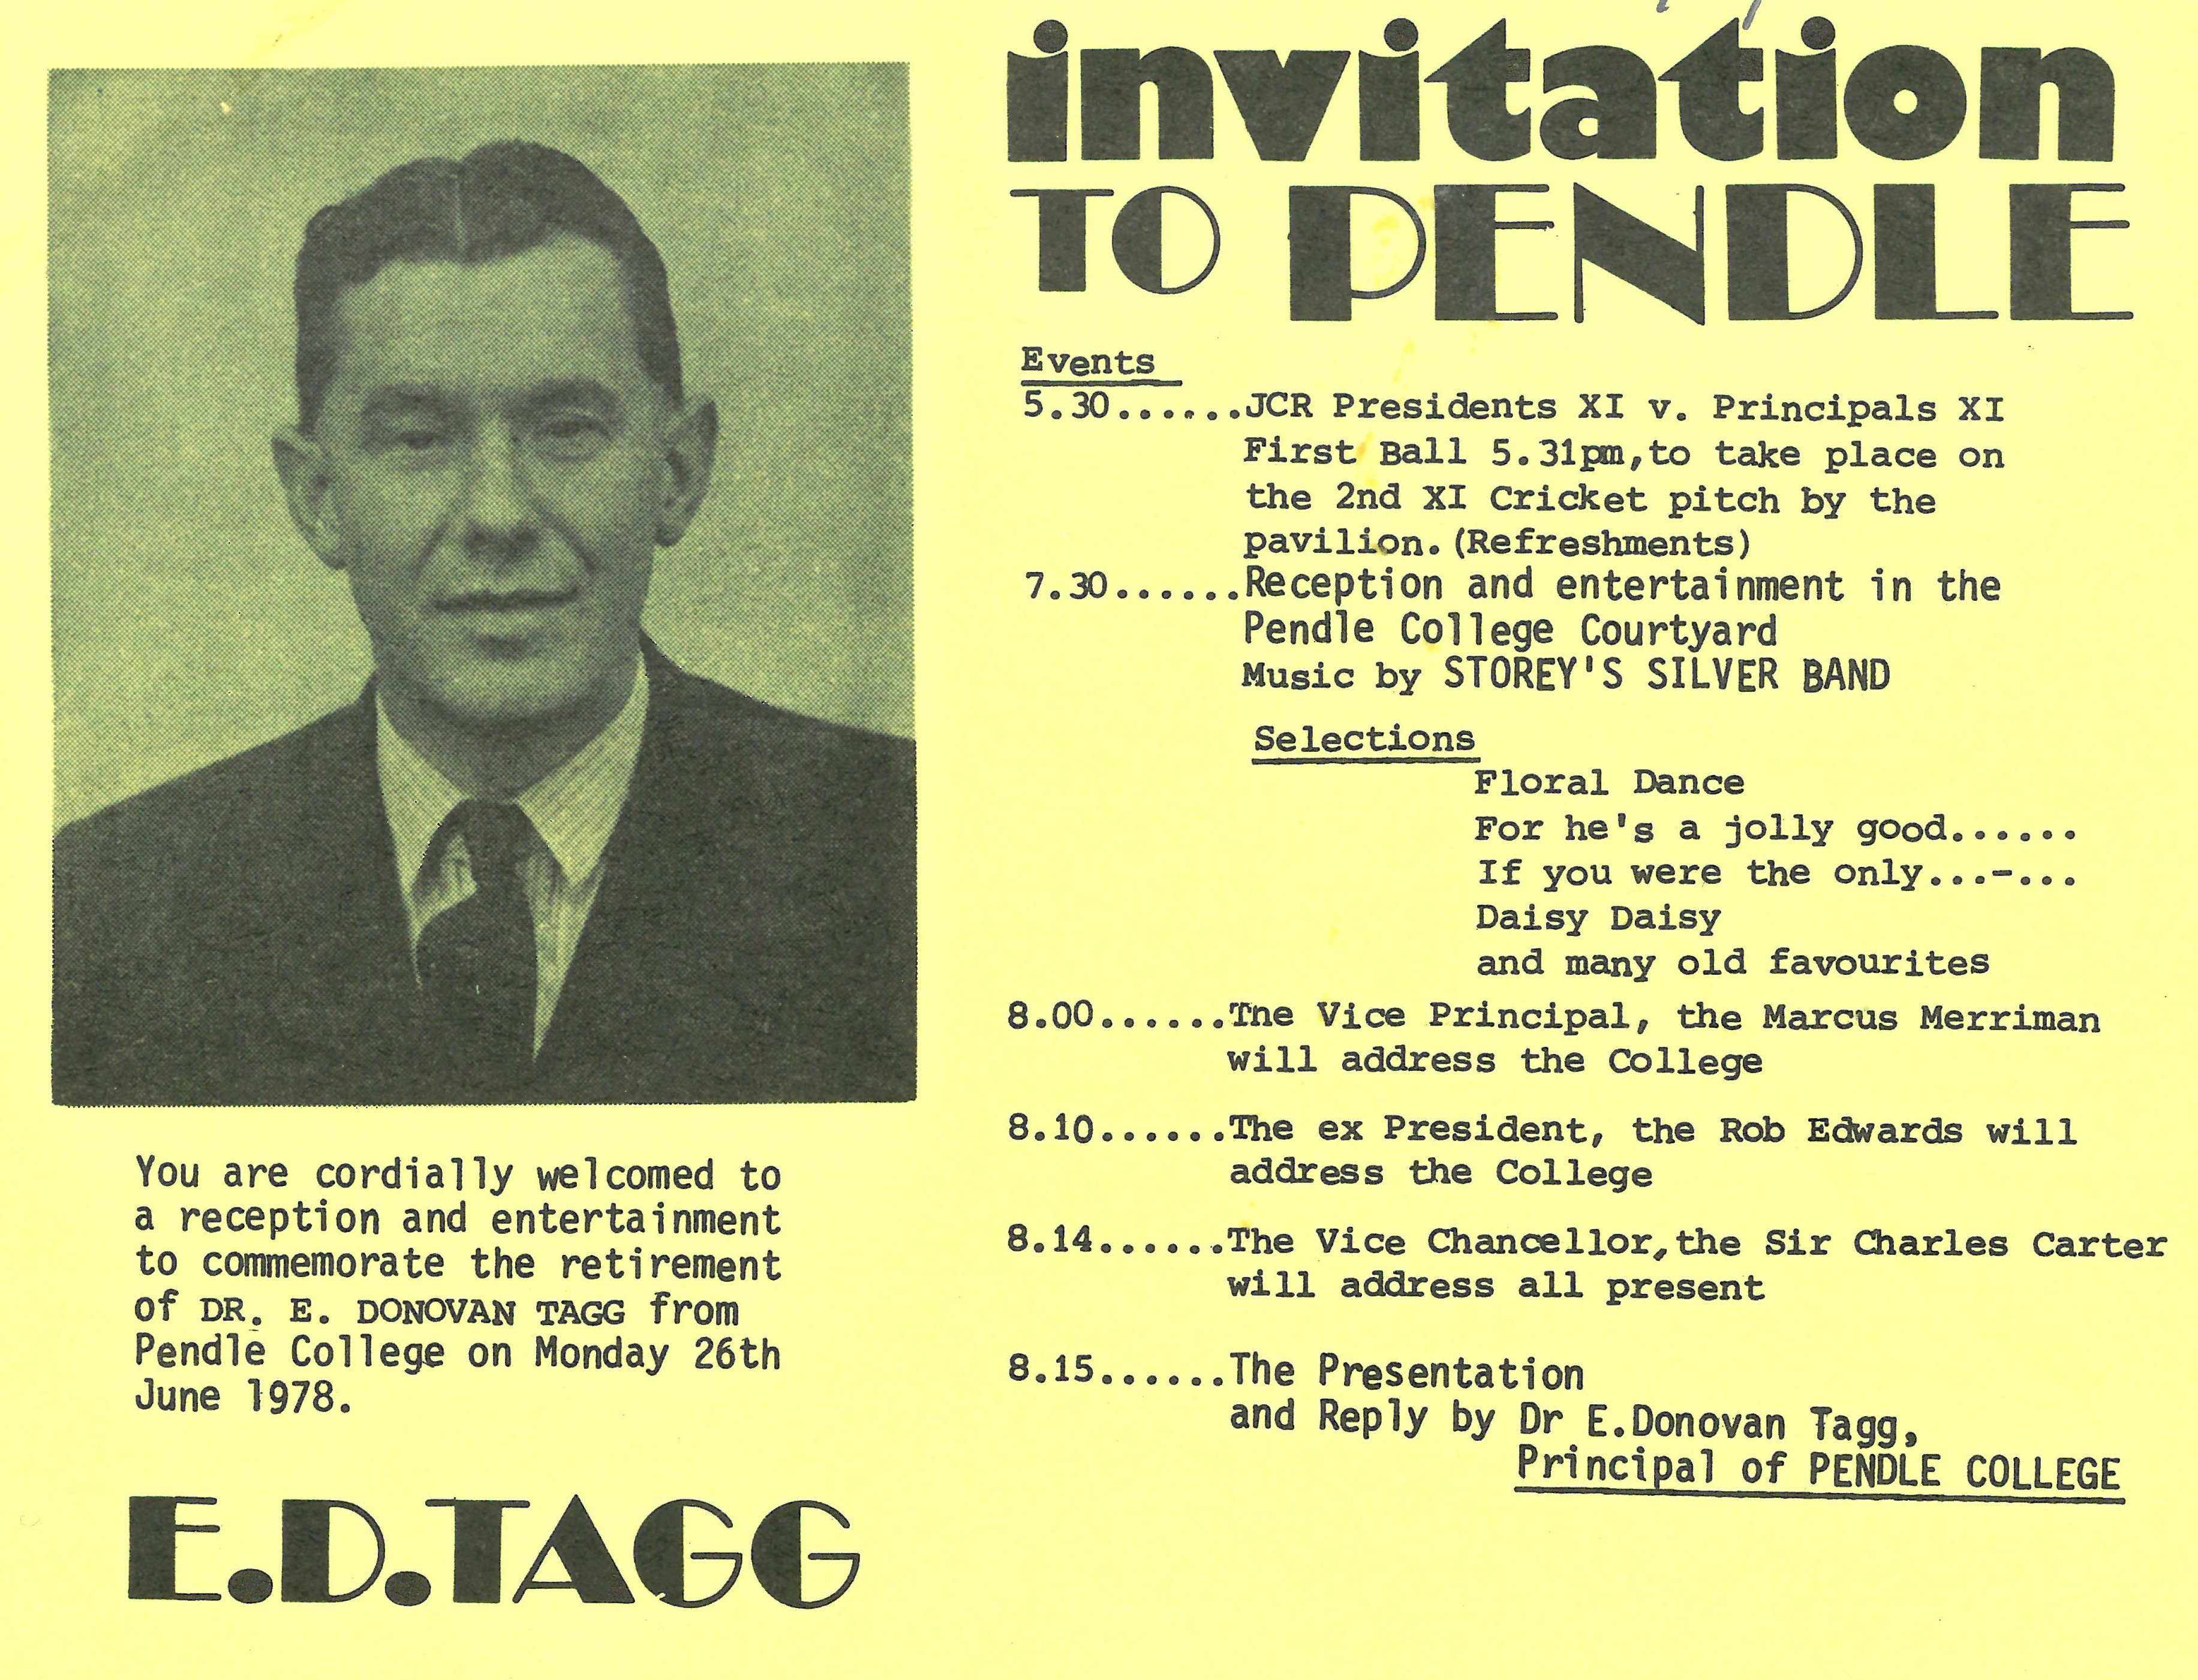 You are cordially welcomed to
a reception and entertainment
to commemorate the retirement
of DR. E. DONOVAN TAGG from
Pendle College on Monday 26th
June 1978.
E.D.TAGG
invitation
TO PENDLE
Events
5.30......JCR Presidents XI v. Principals XI
First Ball 5.31pm,to take place on
the 2nd XI Cricket pitch by the
pavilion.(Refreshments)
7.30......Reception and entertainment in the
Pendle College Courtyard
Music by STOREY'S SILVER BAND
Selections
Floral Dance
For he's a jolly good......
If you were the only...-...
Daisy Daisy
and many old favourites
8.00......The Vice Principal, the Marcus Merriman
will address the College
8.10......The ex President, the Rob Edwards will
address the College
8.14......The Vice Chancellor,the Sir Charles Carter
will address all present
8.15......The Presentation
and Reply by Dr E.Donovan Tagg,
Principal of PENDLE COLLEGE